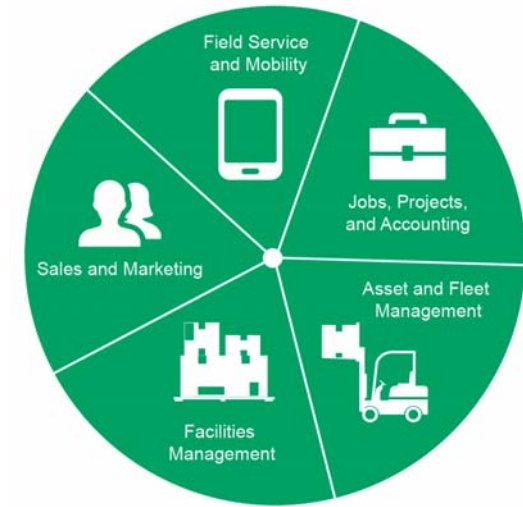 Field Service
and Mobility
Jobs, Projects,
and Accounting
Sales and Marketing
Asset and Fleet
Management
Facilities
Management